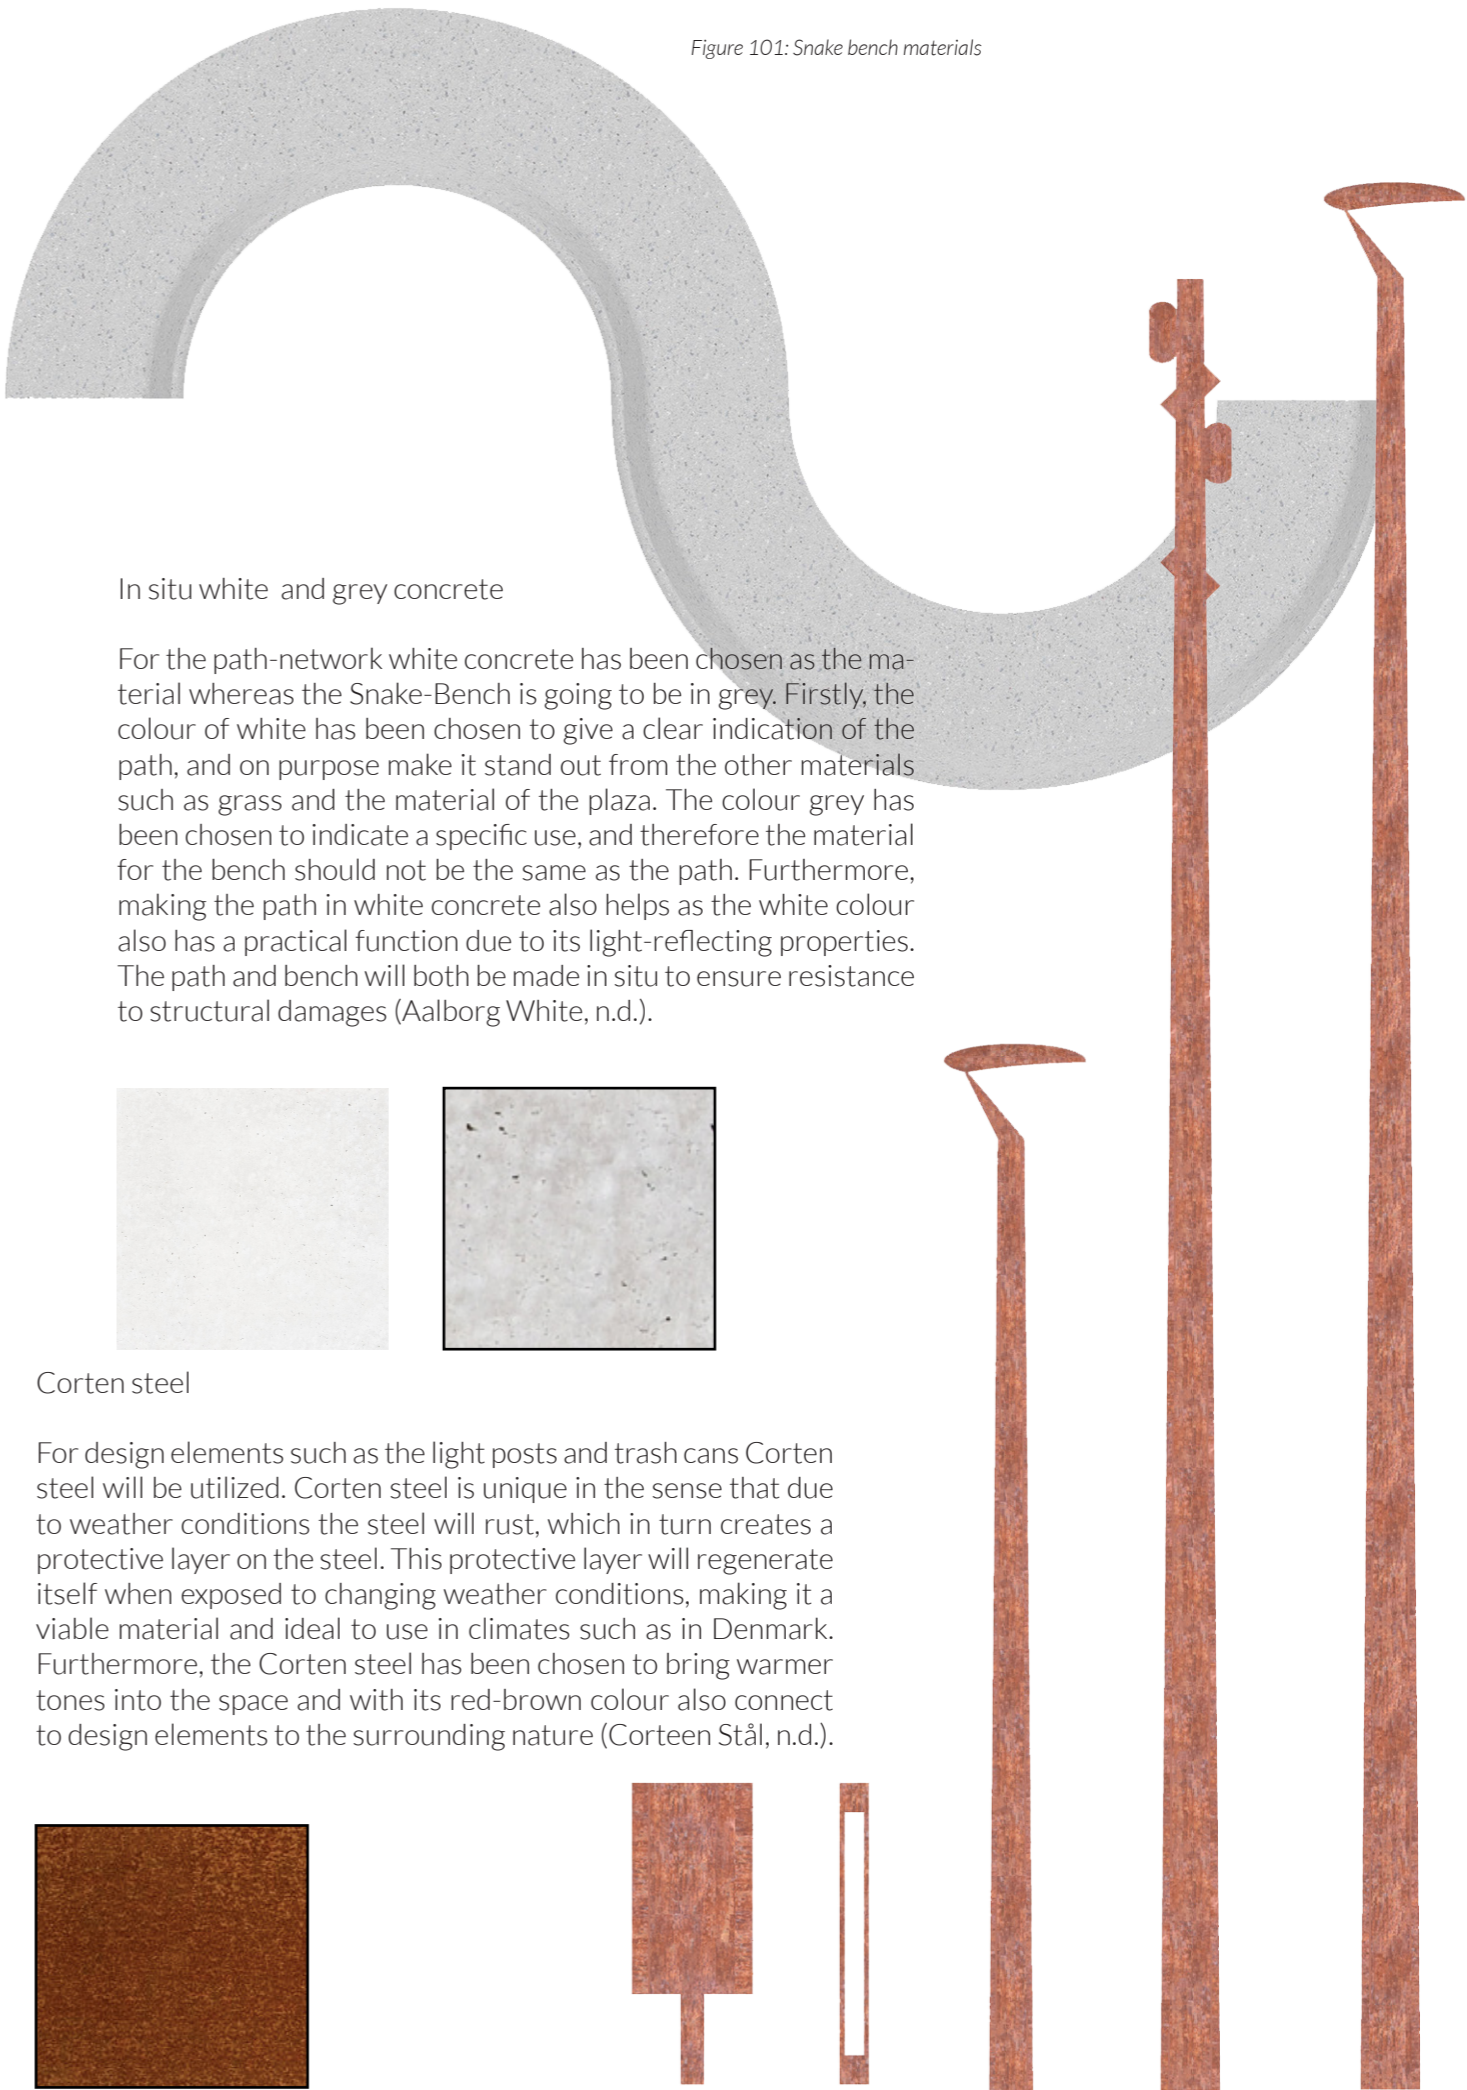 Figure 101: Snake bench materials
In situ white  and grey concrete
For the path-network white concrete has been chosen as the ma-
terial whereas the Snake-Bench is going to be in grey. Firstly, the
colour of white has been chosen to give a clear indication of the
path, and on purpose make it stand out from the other materials
such as grass and the material of the plaza. The colour grey has
been chosen to indicate a specific use, and therefore the material
for the bench should not be the same as the path. Furthermore,
making the path in white concrete also helps as the white colour
also has a practical function due to its light-reflecting properties.
The path and bench will both be made in situ to ensure resistance
to structural damages (Aalborg White, n.d.).
Corten steel
For design elements such as the light posts and trash cans Corten
steel will be utilized. Corten steel is unique in the sense that due
to weather conditions the steel will rust, which in turn creates a
protective layer on the steel. This protective layer will regenerate
itself when exposed to changing weather conditions, making it a
viable material and ideal to use in climates such as in Denmark.
Furthermore, the Corten steel has been chosen to bring warmer
tones into the space and with its red-brown colour also connect
to design elements to the surrounding nature (Corteen Stål, n.d.).